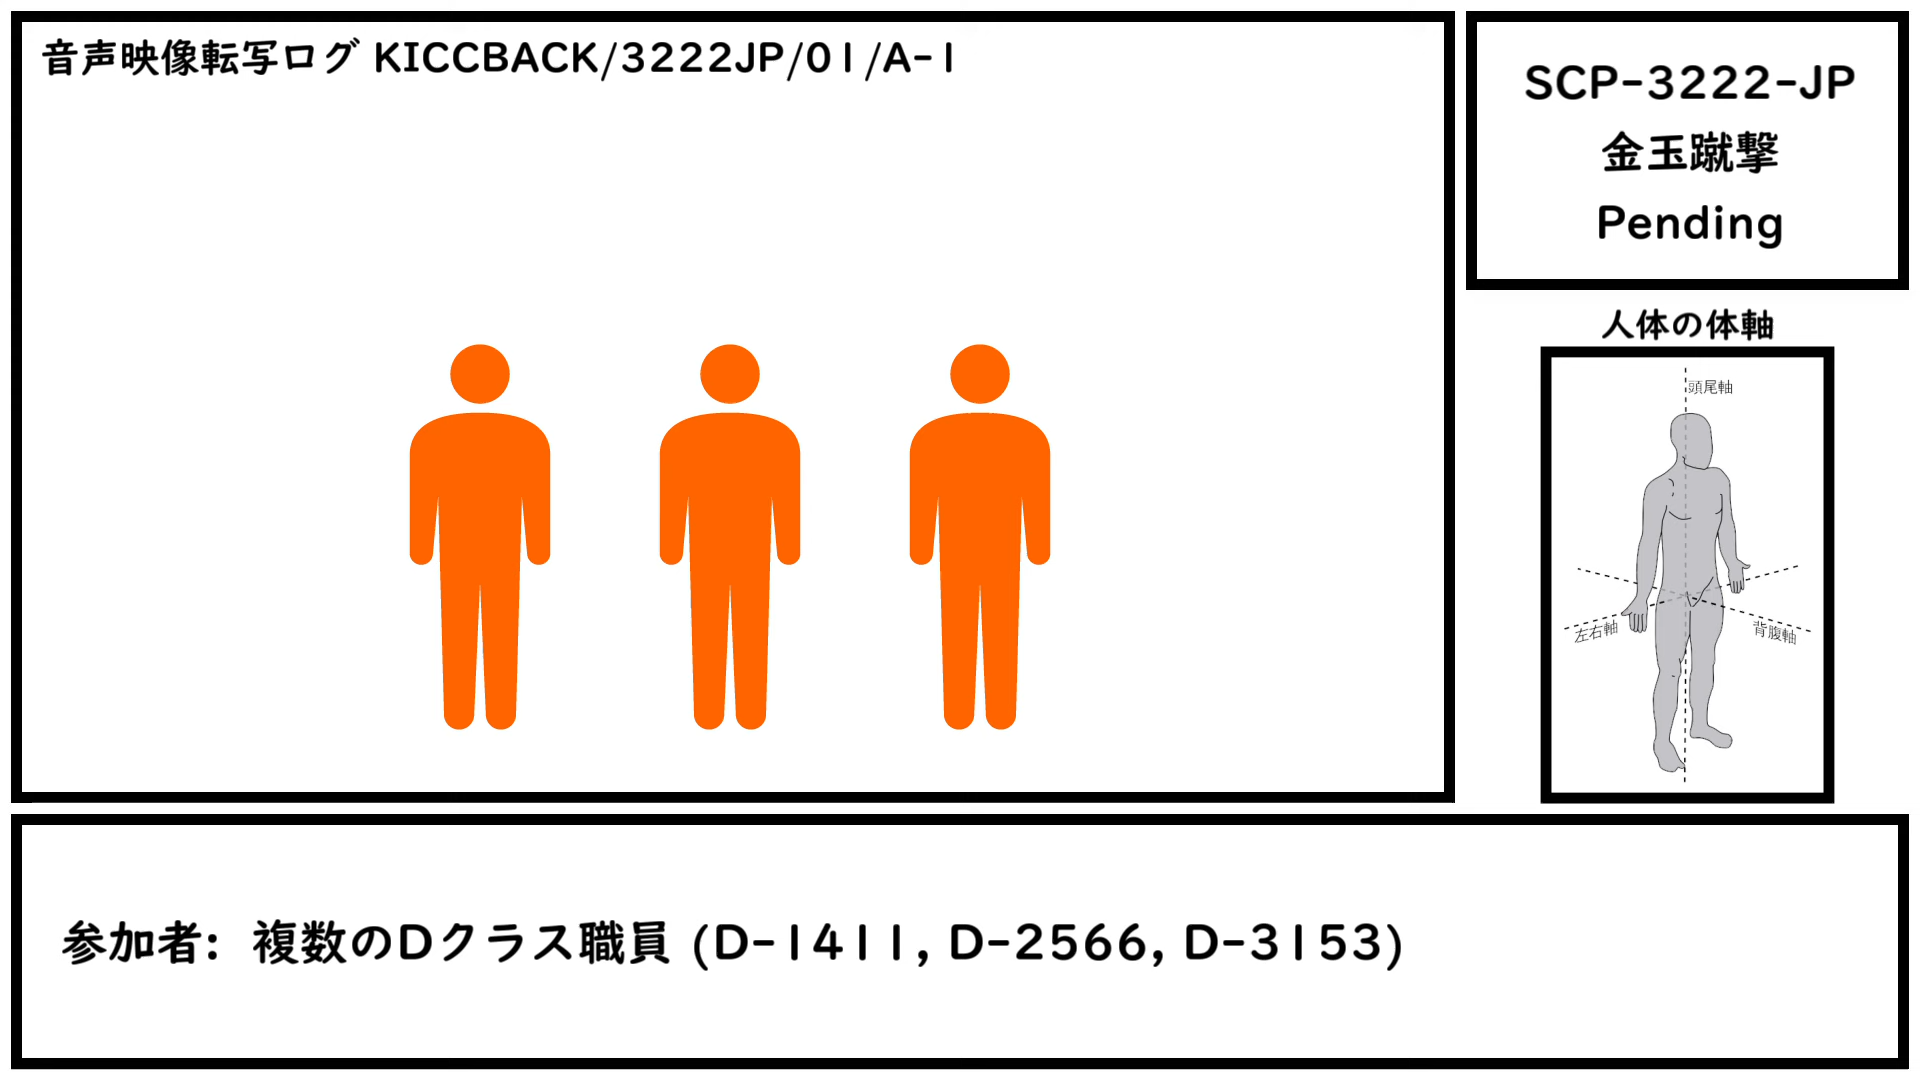 音声映像転写ログ KICCBACK/3222JP/01/A-1
SCP-3222-JP
金玉蹴撃
Pending
人体の体軸
頭尾軸
左右軸
背腹軸
参加者: 複数のDクラス職員 (D-1411, D-2566, D-3153)